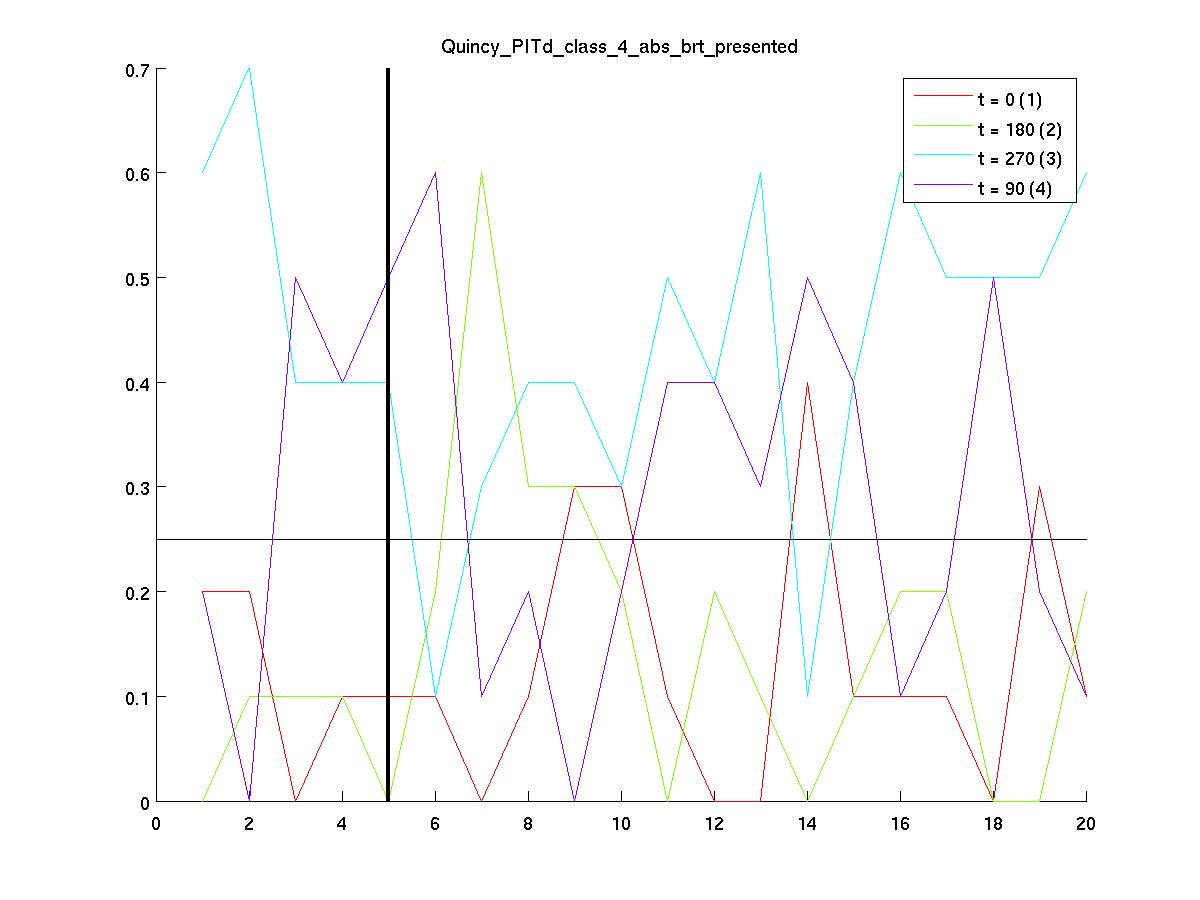 Quincy_PITd_class_4_abs_brt_presented
t = 0 (1)
t = 180 (2)
t = 270 (3)
t = 90 (4)
0.7
0.6
0.5
0.4
0.3
0.2
0.1
0
0 2 4 6 8 10 12 14 16 18 20